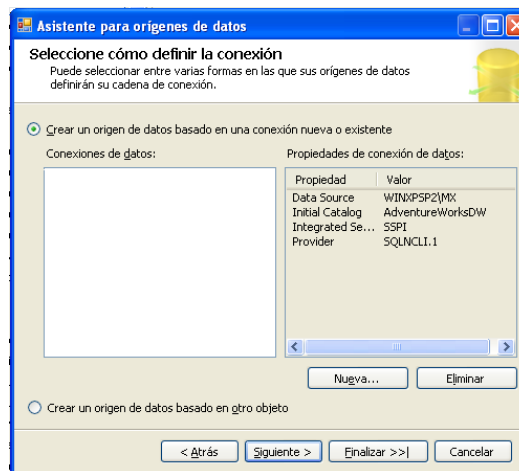 Asistente para orígenes de datos
Seleccione cómo definir la conexión
Puede seleccionar entre varias formas en las que sus orígenes de datos
definirán su cadena de conexión.
Crear un origen de datos basado en una conexión nueva o existente
Conexiones de datos:
Propiedades de conexión de datos:
Propiedad Valor
Data Source WINXPSP2\MX
Initial Catalog AdventureWorksDW
Integrated Se... SSPI
Provider SQLNCLI.1
Nueva... Eliminar
Crear un origen de datos basado en otro objeto
< Atrás Siguiente > Finalizar >>| Cancelar